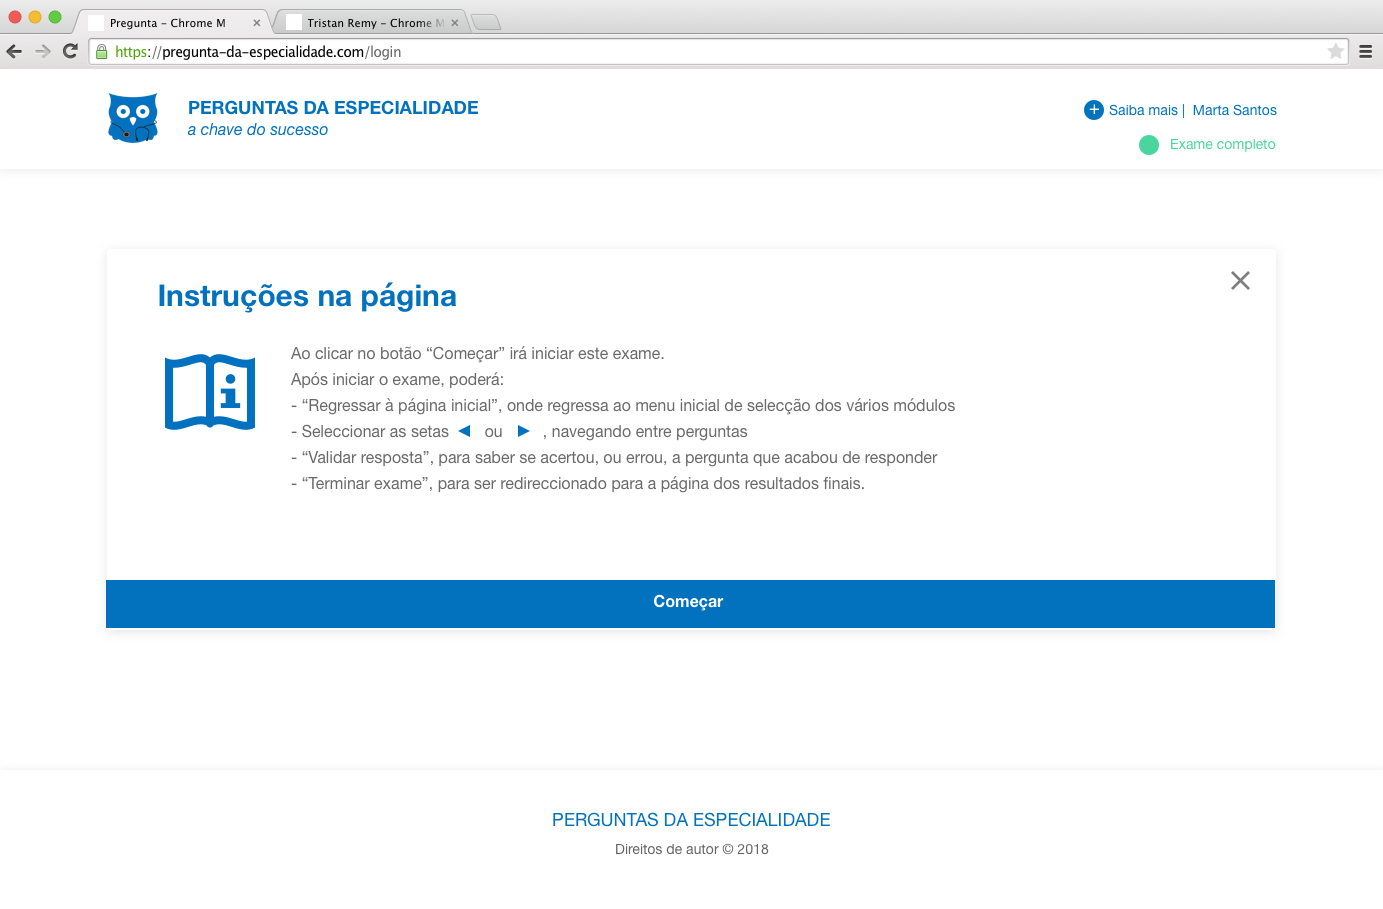 Pregunta – Chrome M
Tristan Remy – Chrome M
https://pregunta-da-especialidade.com/login
PERGUNTAS DA ESPECIALIDADE
a chave do sucesso
Saiba mais | Marta Santos
Exame completo
Instruções na página
Ao clicar no botão “Começar” irá iniciar este exame.
Após iniciar o exame, poderá:
- “Regressar à página inicial”, onde regressa ao menu inicial de selecção dos vários módulos
- Seleccionar as setas ◀ ou ▶ , navegando entre perguntas
- “Validar resposta”, para saber se acertou, ou errou, a pergunta que acabou de responder
- “Terminar exame”, para ser redireccionado para a página dos resultados finais.
Começar
PERGUNTAS DA ESPECIALIDADE
Direitos de autor © 2018